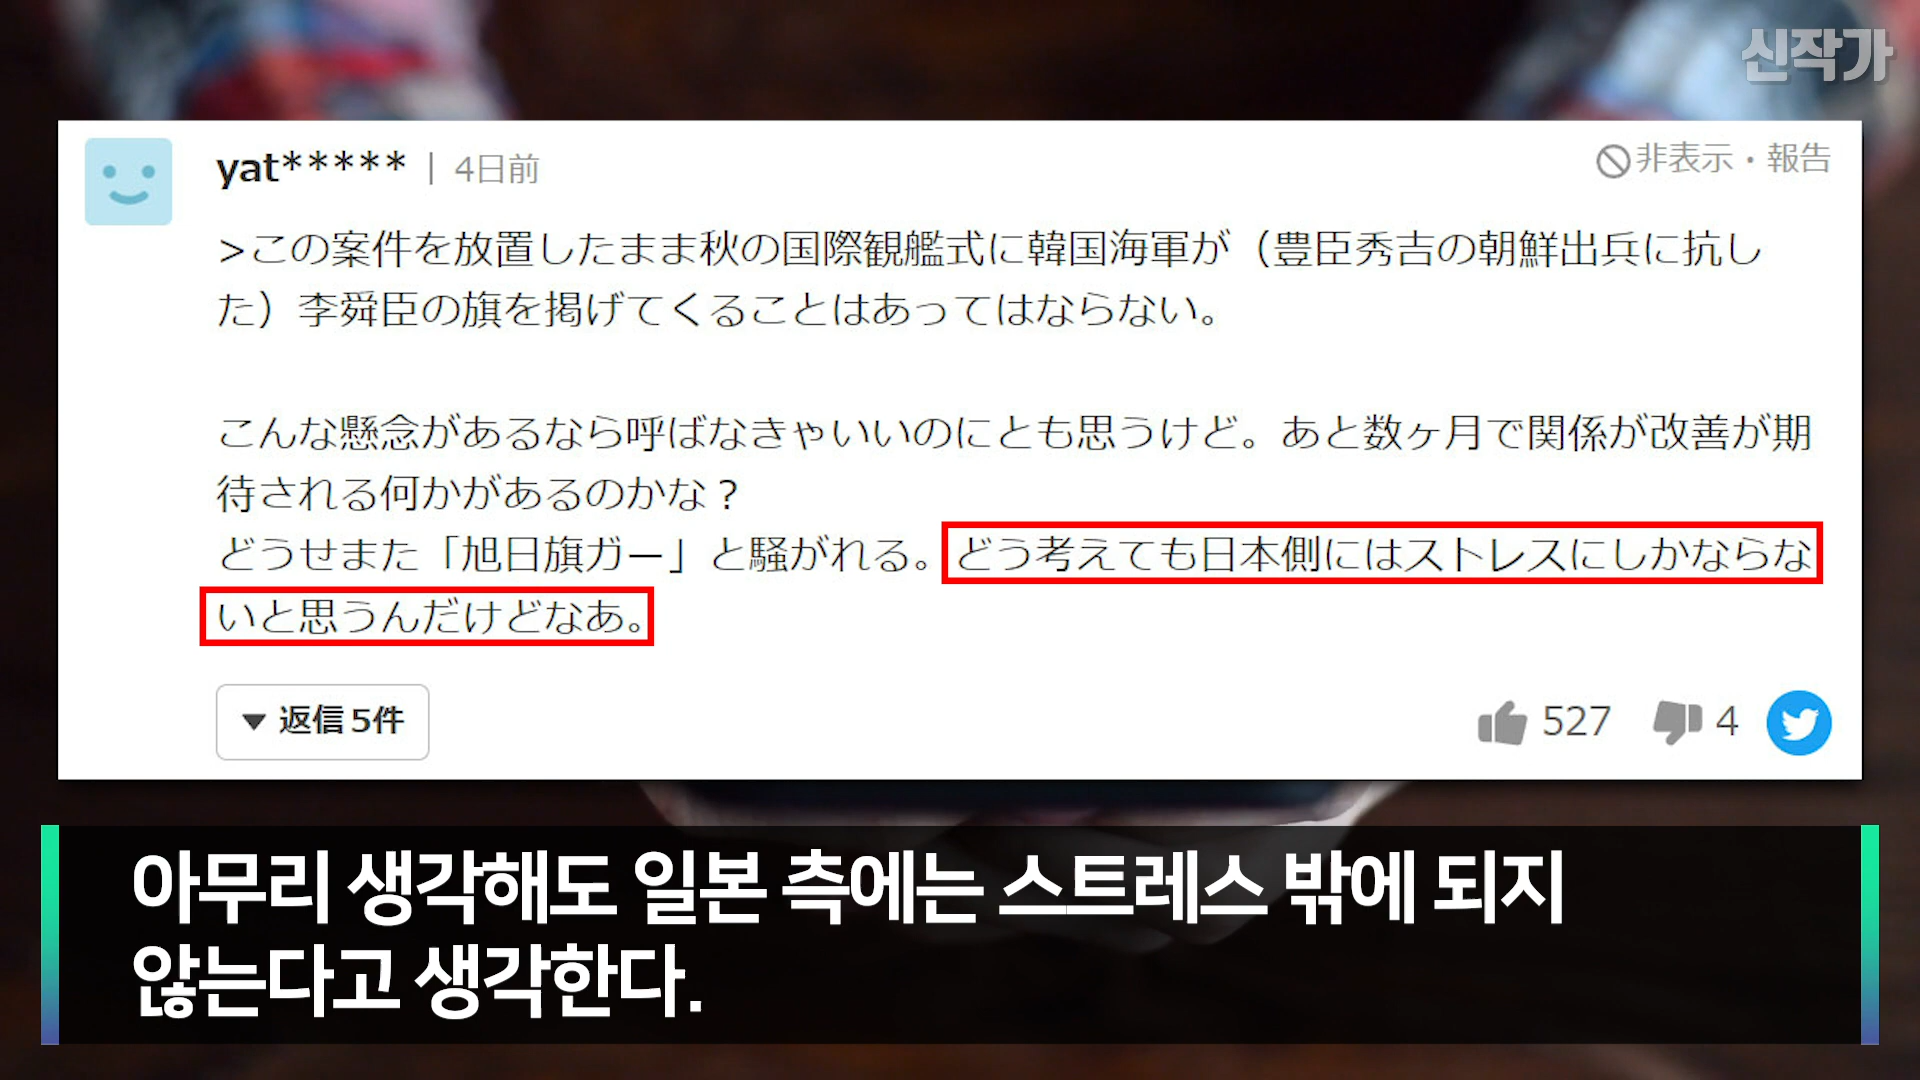 신작가
yat***** | 4日前
非表示・報告
>この案件を放置したまま秋の国際観艦式に韓国海軍が（豊臣秀吉の朝鮮出兵に抗し
た）李舜臣の旗を掲げてくることはあってはならない。
こんな懸念があるなら呼ばなきゃいいのにとも思うけど。あと数ヶ月で関係が改善が期
待される何かがあるのかな？
どうせまた「旭日旗ガー」と騒がれる。どう考えても日本側にはストレスにしかならな
いと思うんだけどなあ。
返信5件
527 4
아무리 생각해도 일본 측에는 스트레스 밖에 되지
않는다고 생각한다.